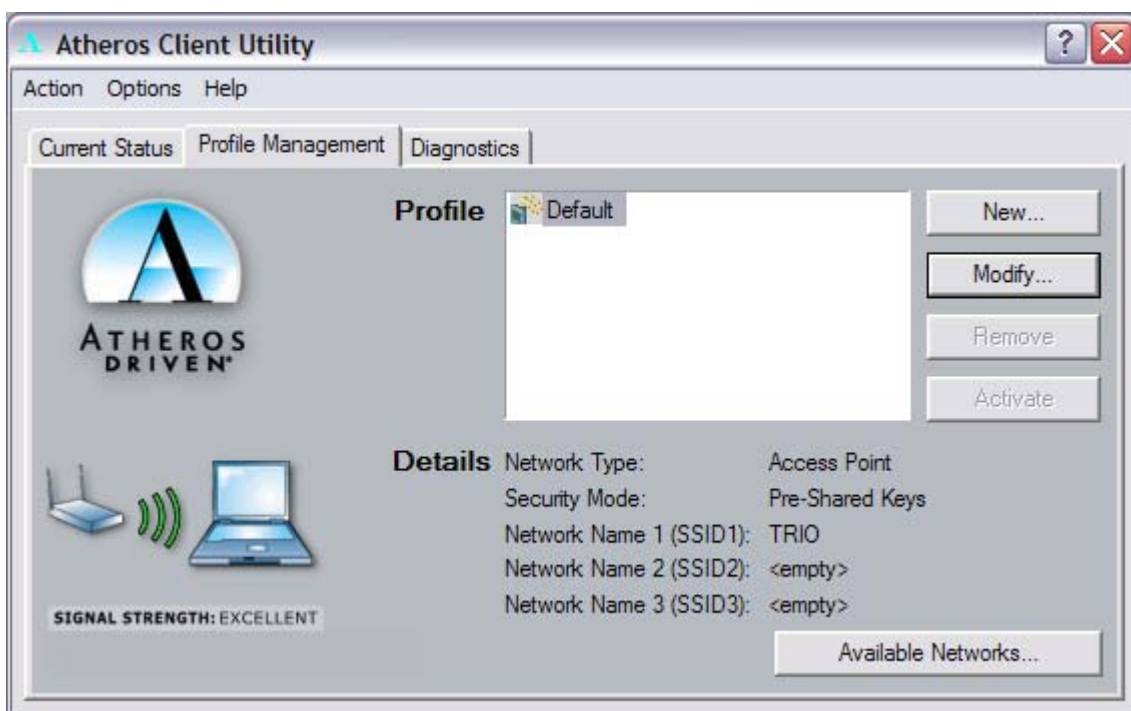 Atheros Client Utility
?
Action Options Help
Current Status Profile Management Diagnostics
ATHEROS
DRIVEN®
Profile
Default
New...
Modify...
Remove
Activate
Details
Network Type: Access Point
Security Mode: Pre-Shared Keys
Network Name 1 (SSID1): TRIO
Network Name 2 (SSID2): <empty>
Network Name 3 (SSID3): <empty>
SIGNAL STRENGTH: EXCELLENT
Available Networks...